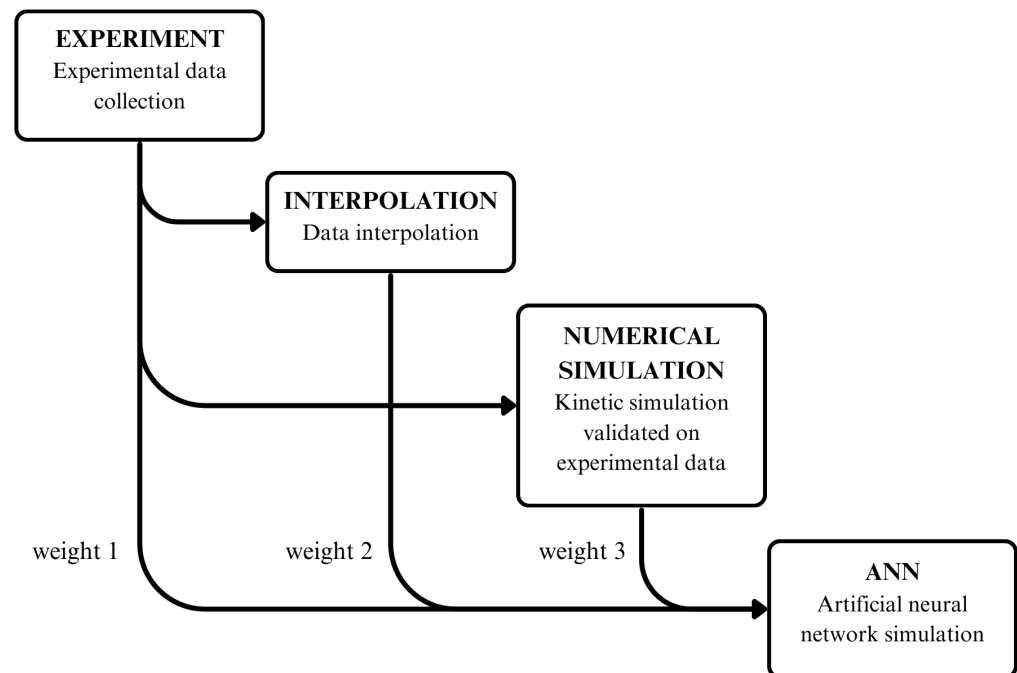 EXPERIMENT
Experimental data
collection
INTERPOLATION
Data interpolation
NUMERICAL
SIMULATION
Kinetic simulation
validated on
experimental data
weight 1
weight 2
weight 3
ANN
Artificial neural
network simulation